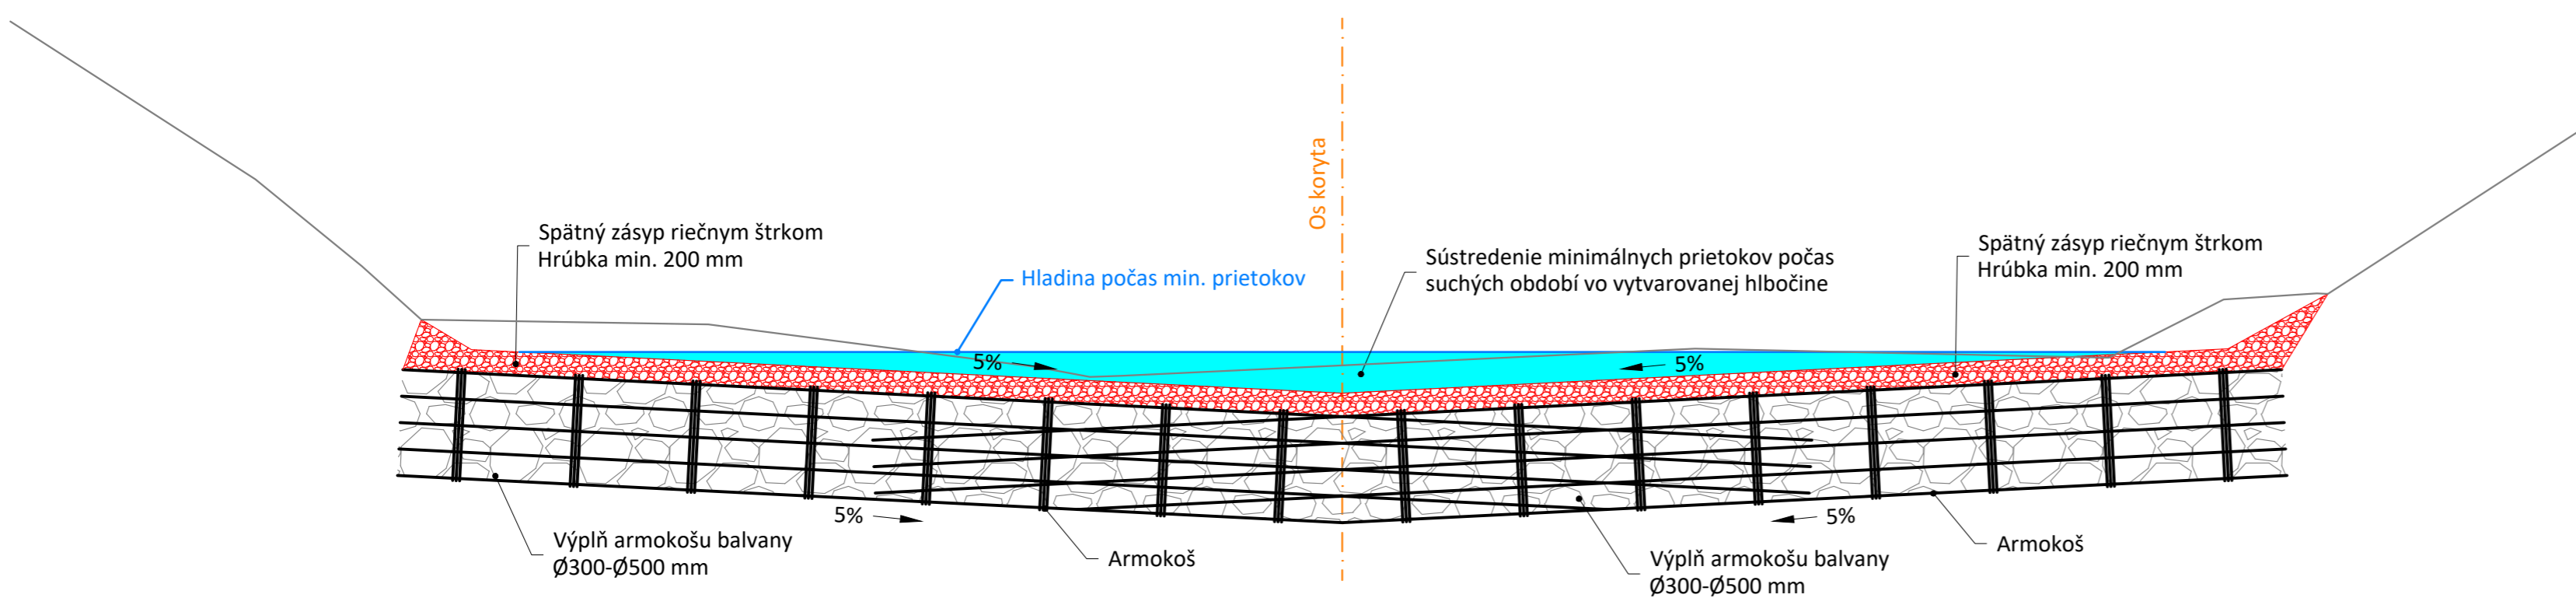 Os koryta
Spätný zásyp riečnym štrkom
Hrúbka min. 200 mm
Hladina počas min. prietokov
Sústredenie minimálnych prietokov počas
suchých období vo vytvarovanej hlbočine
Spätný zásyp riečnym štrkom
Hrúbka min. 200 mm
5%
5%
5%
5%
Výplň armokošu balvany
Ø300-Ø500 mm
Armokoš
Výplň armokošu balvany
Ø300-Ø500 mm
Armokoš